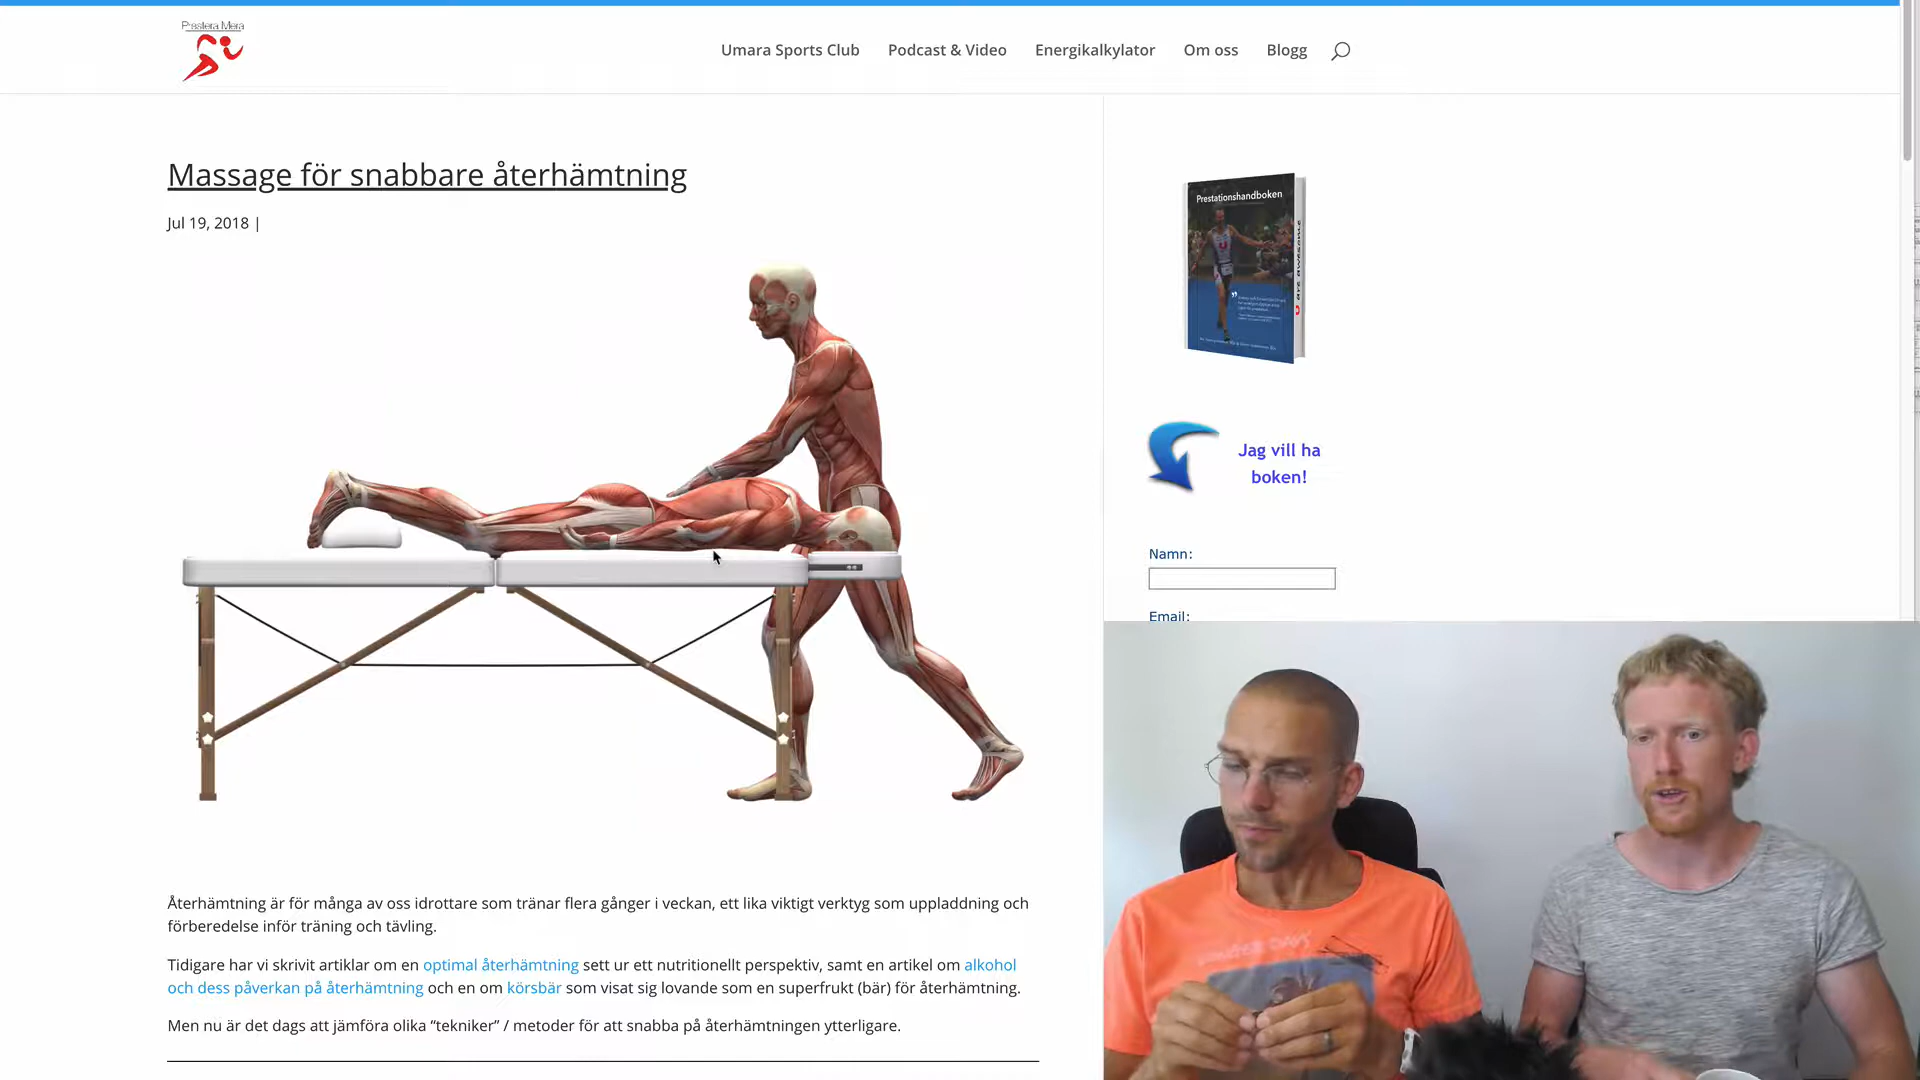 Prestera Mera
Umara Sports Club
Podcast & Video
Energikalkylator
Om oss
Blogg
Massage för snabbare återhämtning
Jul 19, 2018 |
Prestationshandboken
Jag vill ha
boken!
Namn:
Email:
Återhämtning är för många av oss idrottare som tränar flera gånger i veckan, ett lika viktigt verktyg som uppladdning och
förberedelse inför träning och tävling.
Tidigare har vi skrivit artiklar om en optimal återhämtning sett ur ett nutritionellt perspektiv, samt en artikel om alkohol
och dess påverkan på återhämtning och en om körsbär som visat sig lovande som en superfrukt (bär) för återhämtning.
Men nu är det dags att jämföra olika “tekniker” / metoder för att snabba på återhämtningen ytterligare.